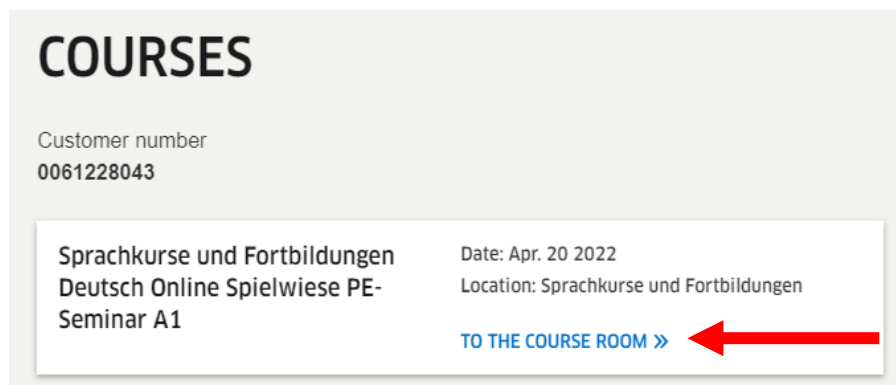 COURSES
Customer number
0061228043
Sprachkurse und Fortbildungen
Deutsch Online Spielwiese PE-
Seminar A1
Date: Apr. 20 2022
Location: Sprachkurse und Fortbildungen
TO THE COURSE ROOM »